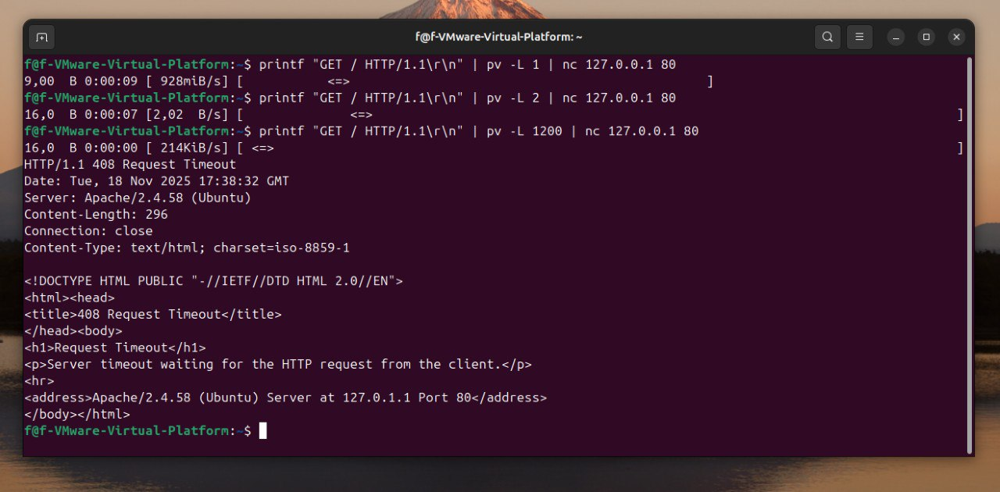 f@f-VMware-Virtual-Platform: ~
f@f-VMware-Virtual-Platform:~$ printf "GET / HTTP/1.1\r\n" | pv -L 1 | nc 127.0.0.1 80
9,00  B 0:00:09 [ 928miB/s] [           <=>                                               ]
f@f-VMware-Virtual-Platform:~$ printf "GET / HTTP/1.1\r\n" | pv -L 2 | nc 127.0.0.1 80
16,0  B 0:00:07 [2,02  B/s] [              <=>                                                                             ]
f@f-VMware-Virtual-Platform:~$ printf "GET / HTTP/1.1\r\n" | pv -L 1200 | nc 127.0.0.1 80
16,0  B 0:00:00 [ 214KiB/s] [ <=>                                                                                          ]
HTTP/1.1 408 Request Timeout
Date: Tue, 18 Nov 2025 17:38:32 GMT
Server: Apache/2.4.58 (Ubuntu)
Content-Length: 296
Connection: close
Content-Type: text/html; charset=iso-8859-1
<!DOCTYPE HTML PUBLIC "-//IETF//DTD HTML 2.0//EN">
<html><head>
<title>408 Request Timeout</title>
</head><body>
<h1>Request Timeout</h1>
<p>Server timeout waiting for the HTTP request from the client.</p>
<hr>
<address>Apache/2.4.58 (Ubuntu) Server at 127.0.1.1 Port 80</address>
</body></html>
f@f-VMware-Virtual-Platform:~$